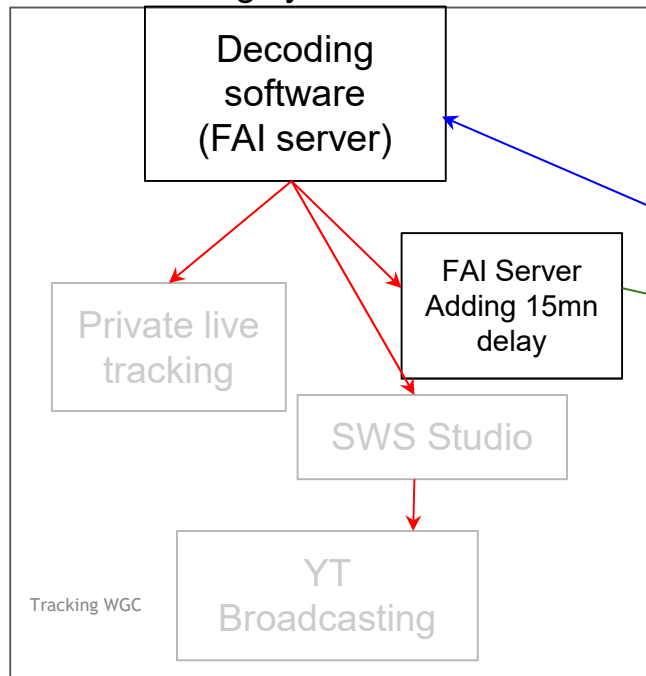 Decoding
software
(FAI server)
FAI Server
Adding 15mn
delay
Private live
tracking
SWS Studio
YT
Broadcasting
Tracking WGC